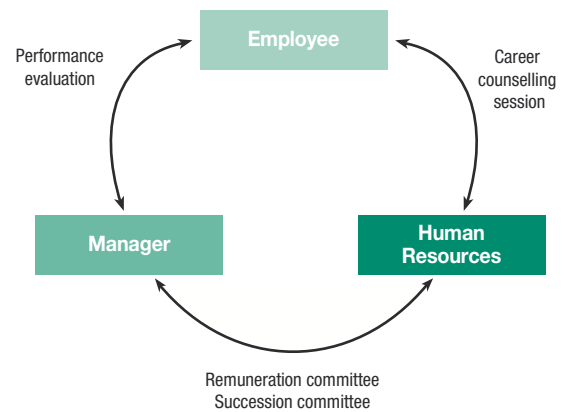 Employee
Performance
evaluation
Career
counselling
session
Manager
Human
Resources
Remuneration committee
Succession committee